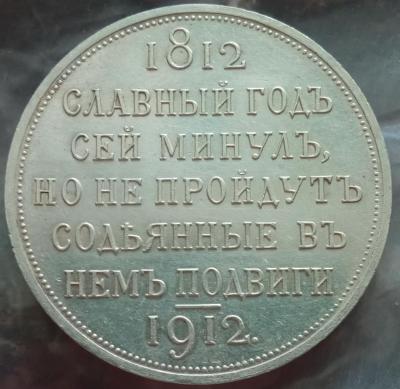 1812
СЛАВНЫЙ ГОДЪ
СЕЙ МИНУЛЪ,
НО НЕ ПРОЙДУТЪ
СОДѢЯННЫЕ ВЪ
НЕМЪ ПОДВИГИ
1912.